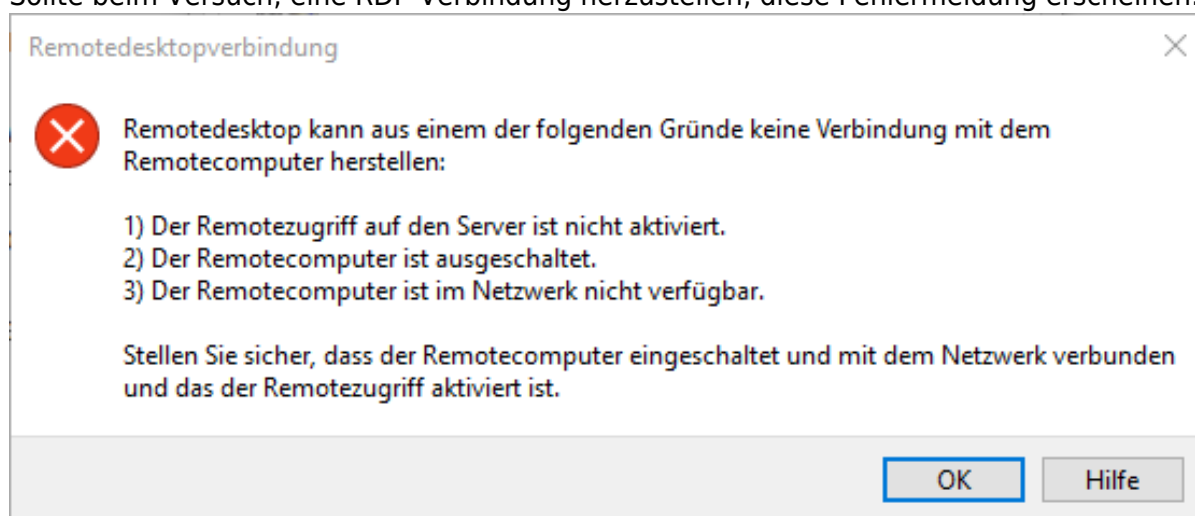 Sollte beim Versuch, eine RDP-Verbindung herzustellen, diese Fehlermeldung erscheinen:
Remotedesktopverbindung
Remotedesktop kann aus einem der folgenden Gründe keine Verbindung mit dem
Remotecomputer herstellen:
1) Der Remotezugriff auf den Server ist nicht aktiviert.
2) Der Remotecomputer ist ausgeschaltet.
3) Der Remotecomputer ist im Netzwerk nicht verfügbar.
Stellen Sie sicher, dass der Remotecomputer eingeschaltet und mit dem Netzwerk verbunden
und das der Remotezugriff aktiviert ist.
OK
Hilfe